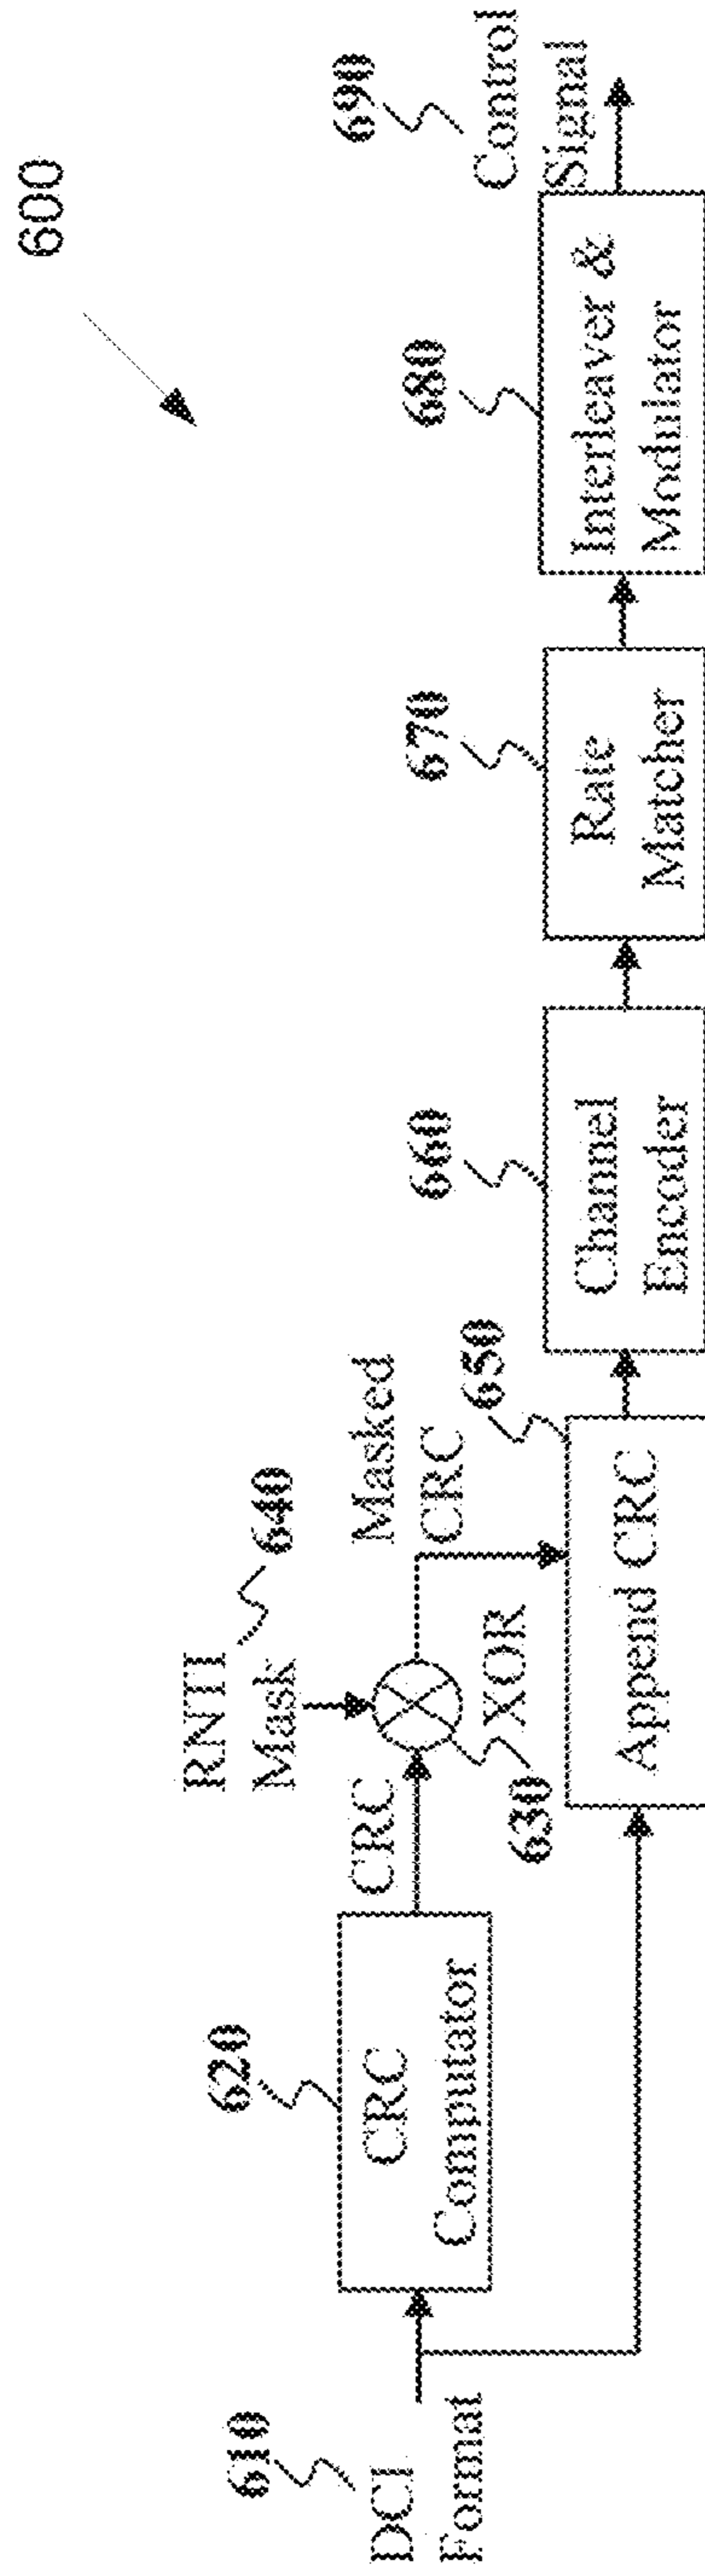 600
610
DCI
Format
620
CRC
Computator
CRC
RNTI
Mask
640
630
XOR
Masked
CRC
650
Append CRC
660
Channel
Encoder
670
Rate
Matcher
680
Interleaver &
Modulator
690
Control
Signal